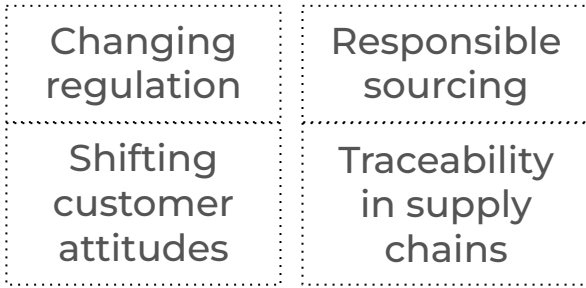 Changing
regulation
Responsible
sourcing
Shifting
customer
attitudes
Traceability
in supply
chains